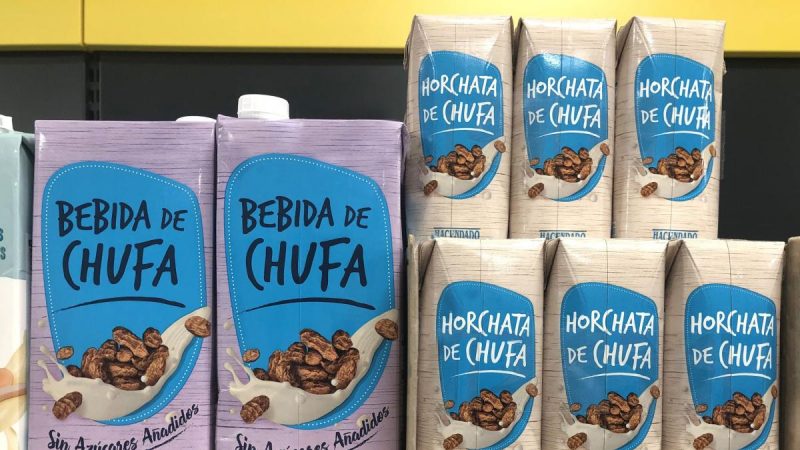 BEBIDA DE
CHUFA
Sin Azúcares Añadidos
BEBIDA DE
CHUFA
Sin Azúcares Añadidos
HORCHATA
DE CHUFA
HACENDADO
HORCHATA
DE CHUFA
HACENDADO
HORCHATA
DE CHUFA
HACENDADO
HORCHATA
DE CHUFA
HORCHATA
DE CHUFA
HORCHATA
DE CHUFA